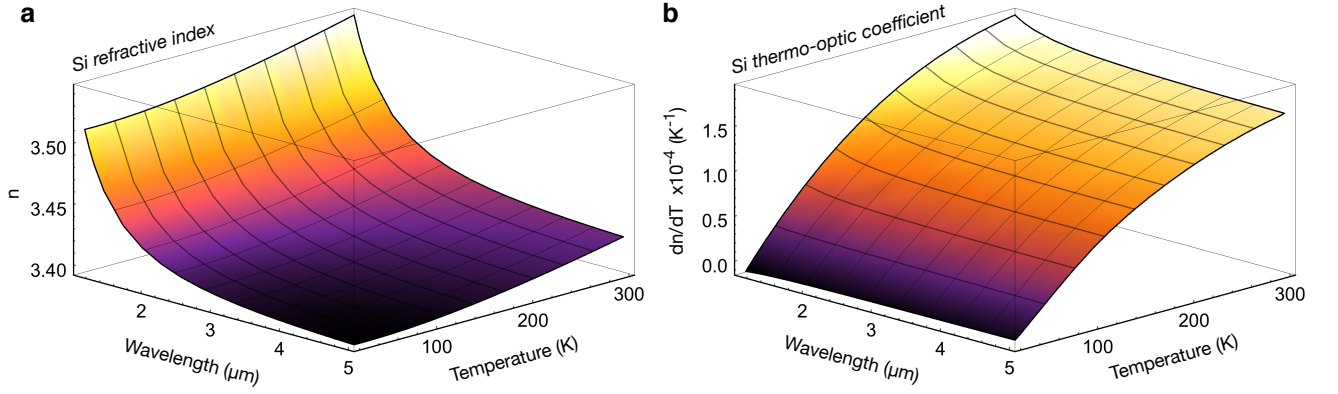 a
Si refractive index
3.50
3.45
3.40
n
2
3
4
5
Wavelength (µm)
100
200
300
Temperature (K)
b
Si thermo-optic coefficient
1.5
1.0
0.5
0.0
dn/dT x10⁻⁴ (K⁻¹)
2
3
4
5
Wavelength (µm)
100
200
300
Temperature (K)